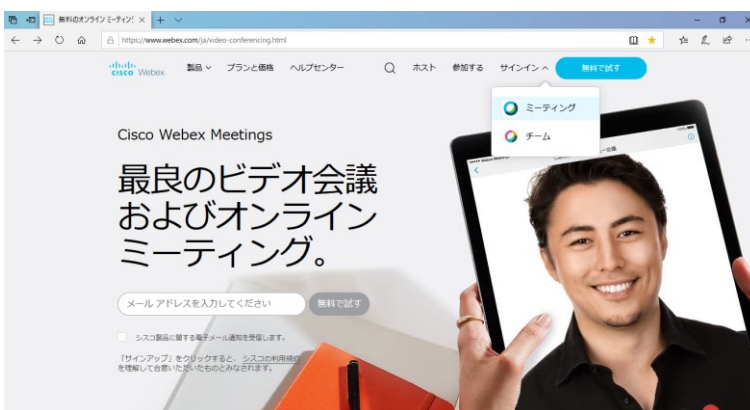 無料のオンライン ミーティン
https://www.webex.com/ja/video-conferencing.html
CISCO Webex
製品 プランと価格 ヘルプセンター ホスト 参加する サインイン 無料で試す
ミーティング
チーム
Cisco Webex Meetings
最良のビデオ会議
およびオンライン
ミーティング。
メール アドレスを入力してください 無料で試す
シスコ製品に関する電子メール通知を受信します。
「サインアップ」をクリックすると、シスコの利用規約
を理解して合意いただいたものとみなされます。